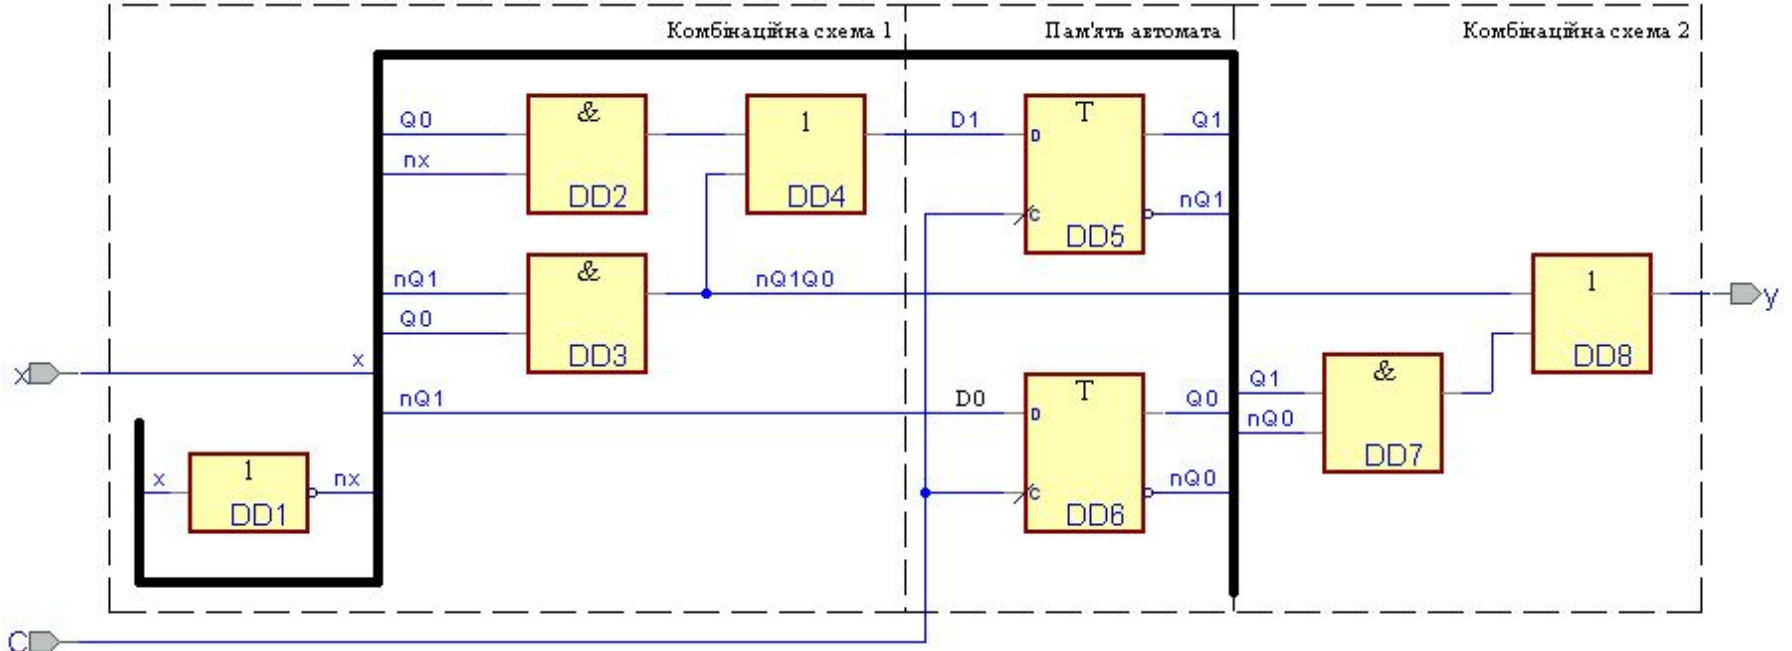 Комбінаційна схема 1
Пам'ять автомата
Комбінаційна схема 2
Q0
nx
&
DD2
1
DD4
D1
T
D
C
DD5
Q1
nQ1
nQ1
Q0
&
DD3
nQ1Q0
1
DD8
y
x
x
nQ1
D0
T
D
C
DD6
Q0
nQ0
Q1
nQ0
&
DD7
x
1
DD1
nx
C